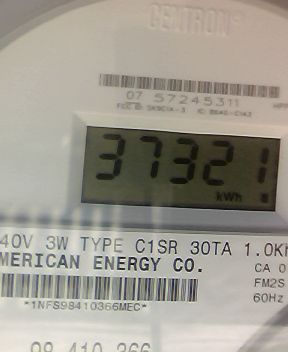 CENTRON®
07 57245311
37321
kWh
40V 3W TYPE C1SR 30TA 1.0Kh
MERICAN ENERGY CO.
CA 0
FM2S
*1NFS98410366MEC*
60Hz
98 410 366